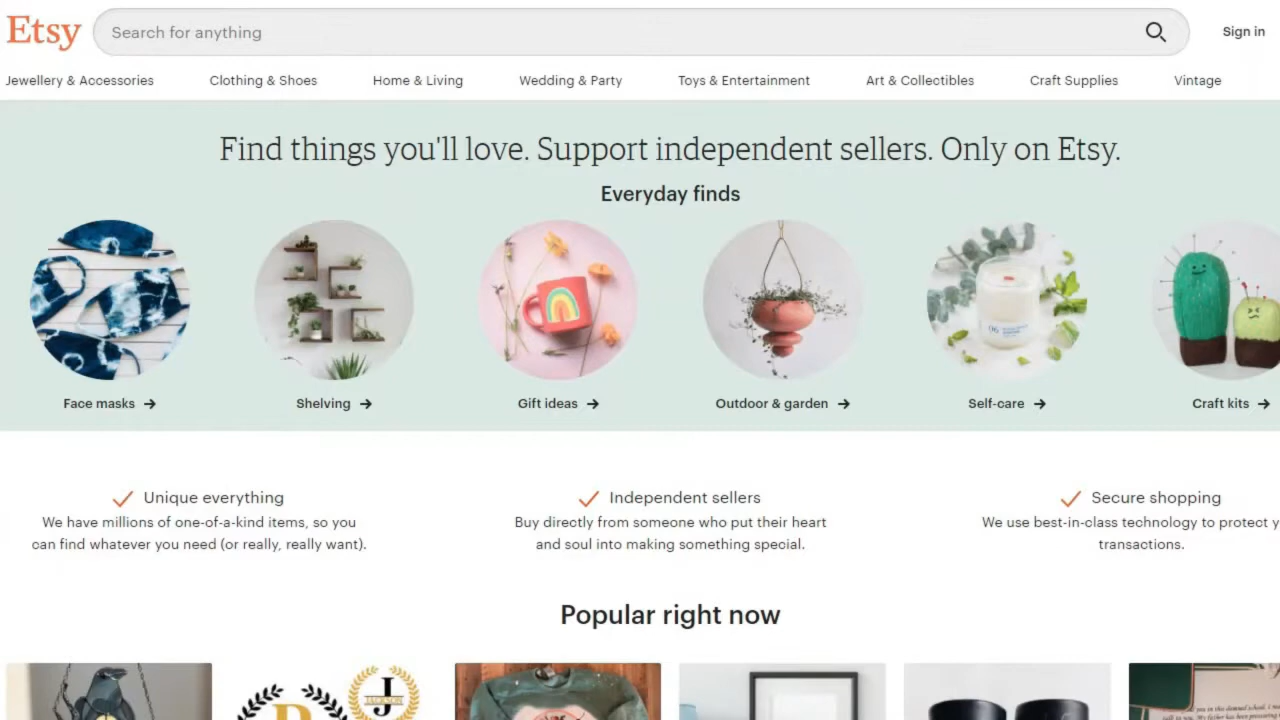 Etsy
Search for anything
Sign in
Jewellery & Accessories
Clothing & Shoes
Home & Living
Wedding & Party
Toys & Entertainment
Art & Collectibles
Craft Supplies
Vintage
Find things you'll love. Support independent sellers. Only on Etsy.
Everyday finds
Face masks
Shelving
Gift ideas
Outdoor & garden
Self-care
Craft kits
Unique everything
We have millions of one-of-a-kind items, so you
can find whatever you need (or really, really want).
Independent sellers
Buy directly from someone who put their heart
and soul into making something special.
Secure shopping
We use best-in-class technology to protect y
transactions.
Popular right now
J
JACKSON